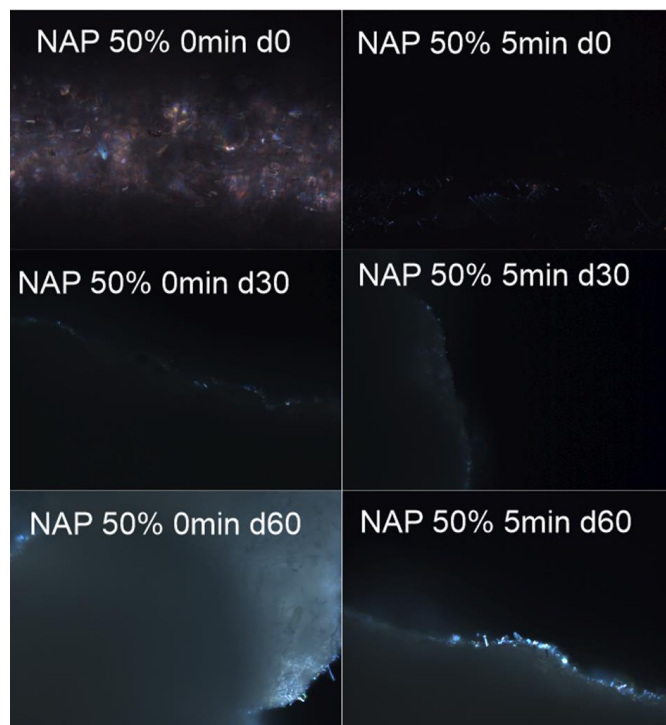 NAP 50% 0min d0
NAP 50% 5min d0
NAP 50% 0min d30
NAP 50% 5min d30
NAP 50% 0min d60
NAP 50% 5min d60